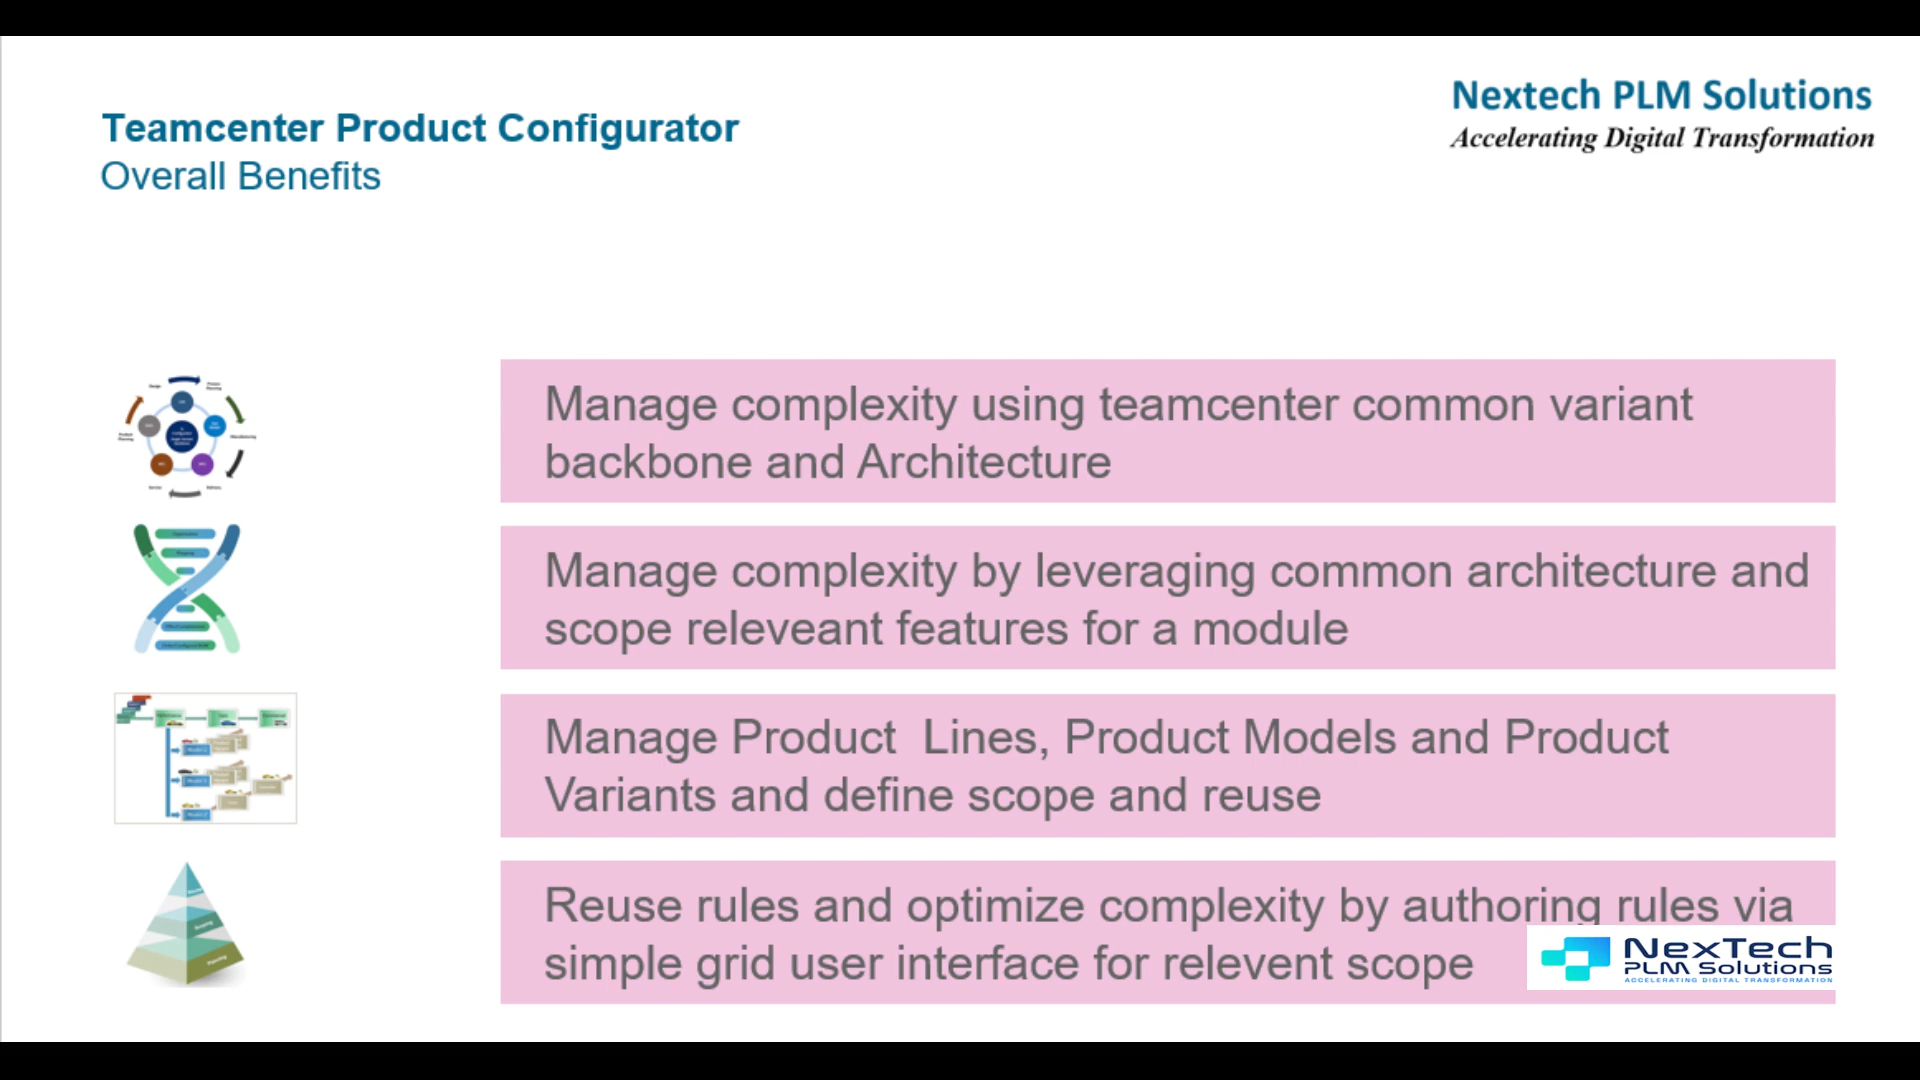 Nextech PLM Solutions
Accelerating Digital Transformation
Teamcenter Product Configurator
Overall Benefits
Manage complexity using teamcenter common variant
backbone and Architecture
Manage complexity by leveraging common architecture and
scope releveant features for a module
Manage Product  Lines, Product Models and Product
Variants and define scope and reuse
Reuse rules and optimize complexity by authoring rules via
simple grid user interface for relevent scope
NexTech
PLM Solutions
ACCELERATING DIGITAL TRANSFORMATION